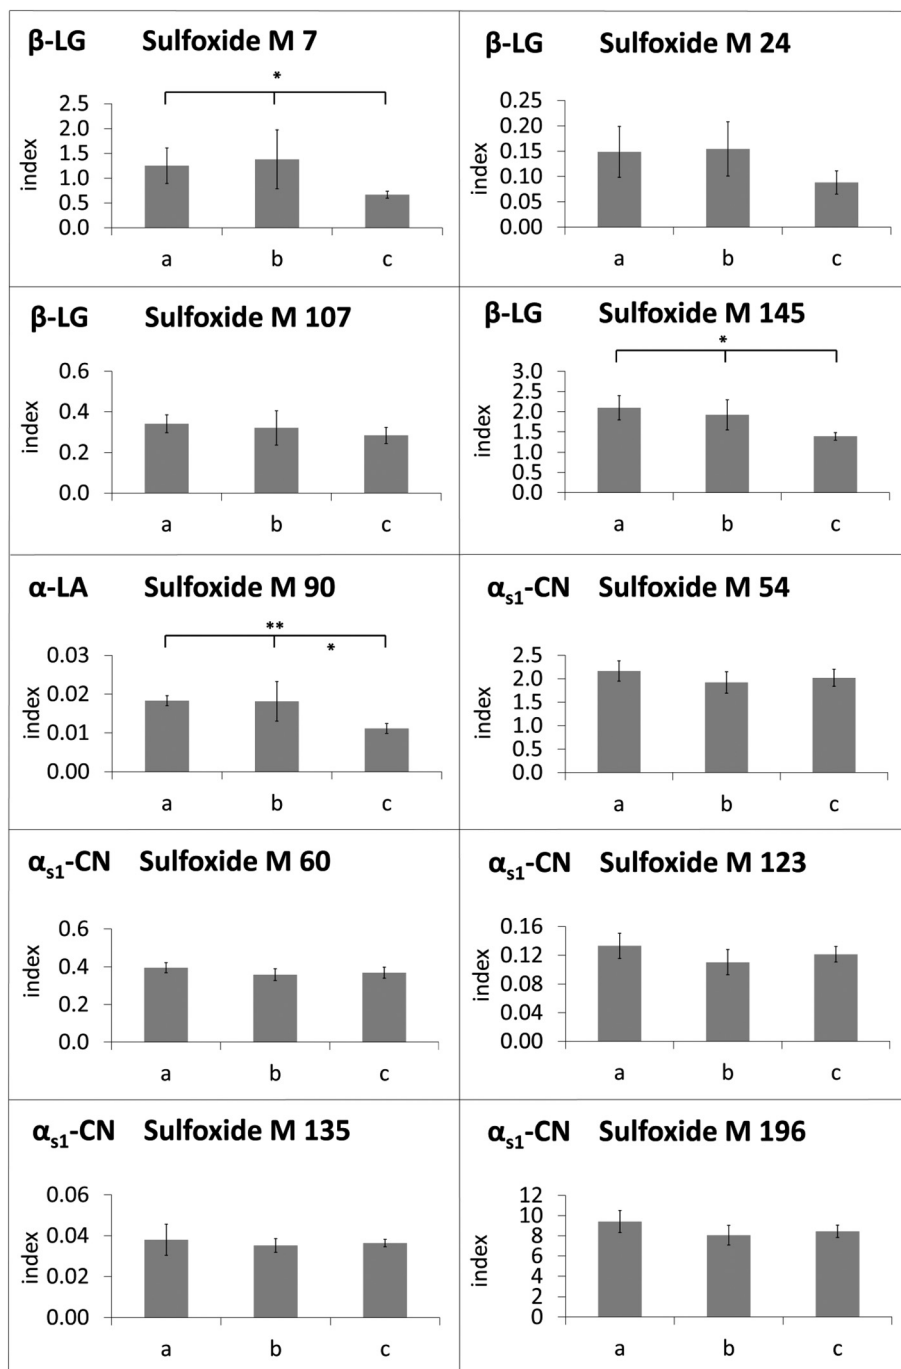 β-LG Sulfoxide M 7
*
index
2.5
2.0
1.5
1.0
0.5
0.0
a b c
β-LG Sulfoxide M 24
index
0.25
0.20
0.15
0.10
0.05
0.00
a b c
β-LG Sulfoxide M 107
index
0.6
0.4
0.2
0.0
a b c
β-LG Sulfoxide M 145
*
index
3.0
2.5
2.0
1.5
1.0
0.5
0.0
a b c
α-LA Sulfoxide M 90
**
*
index
0.03
0.02
0.01
0.00
a b c
αs1-CN Sulfoxide M 54
index
2.5
2.0
1.5
1.0
0.5
0.0
a b c
αs1-CN Sulfoxide M 60
index
0.6
0.4
0.2
0.0
a b c
αs1-CN Sulfoxide M 123
index
0.16
0.12
0.08
0.04
0.00
a b c
αs1-CN Sulfoxide M 135
index
0.06
0.04
0.02
0.00
a b c
αs1-CN Sulfoxide M 196
index
12
10
8
6
4
2
0
a b c